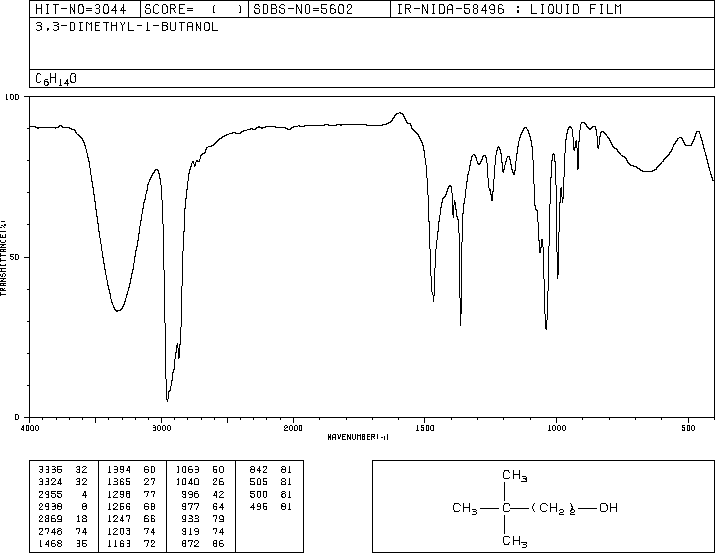 HIT-NO=3044 SCORE= ( ) SDBS-NO=5602 IR-NIDA-58496 : LIQUID FILM
3,3-DIMETHYL-1-BUTANOL
C6H14O
100
50
0
TRANSMITTANCE(%)
4000 3000 2000 1500 1000 500
WAVENUMBER(-1)
3336 32 1394 60 1063 50 842 81
3324 32 1365 27 1040 26 505 81
2955 4 1298 77 996 42 500 81
2938 8 1256 68 977 64 496 81
2869 18 1247 66 933 79
2748 74 1203 74 919 74
1468 35 1163 72 872 86
CH3
CH3 C (CH2)2 OH
CH3